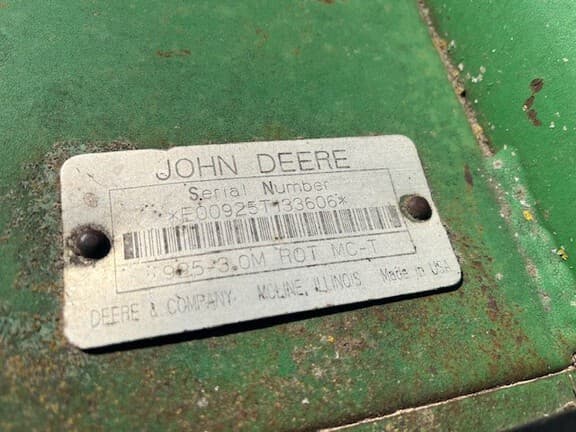 JOHN DEERE
Serial Number
*E00925T133606*
925-3.0M ROT MC-T
DEERE & COMPANY MOLINE, ILLINOIS Made in USA